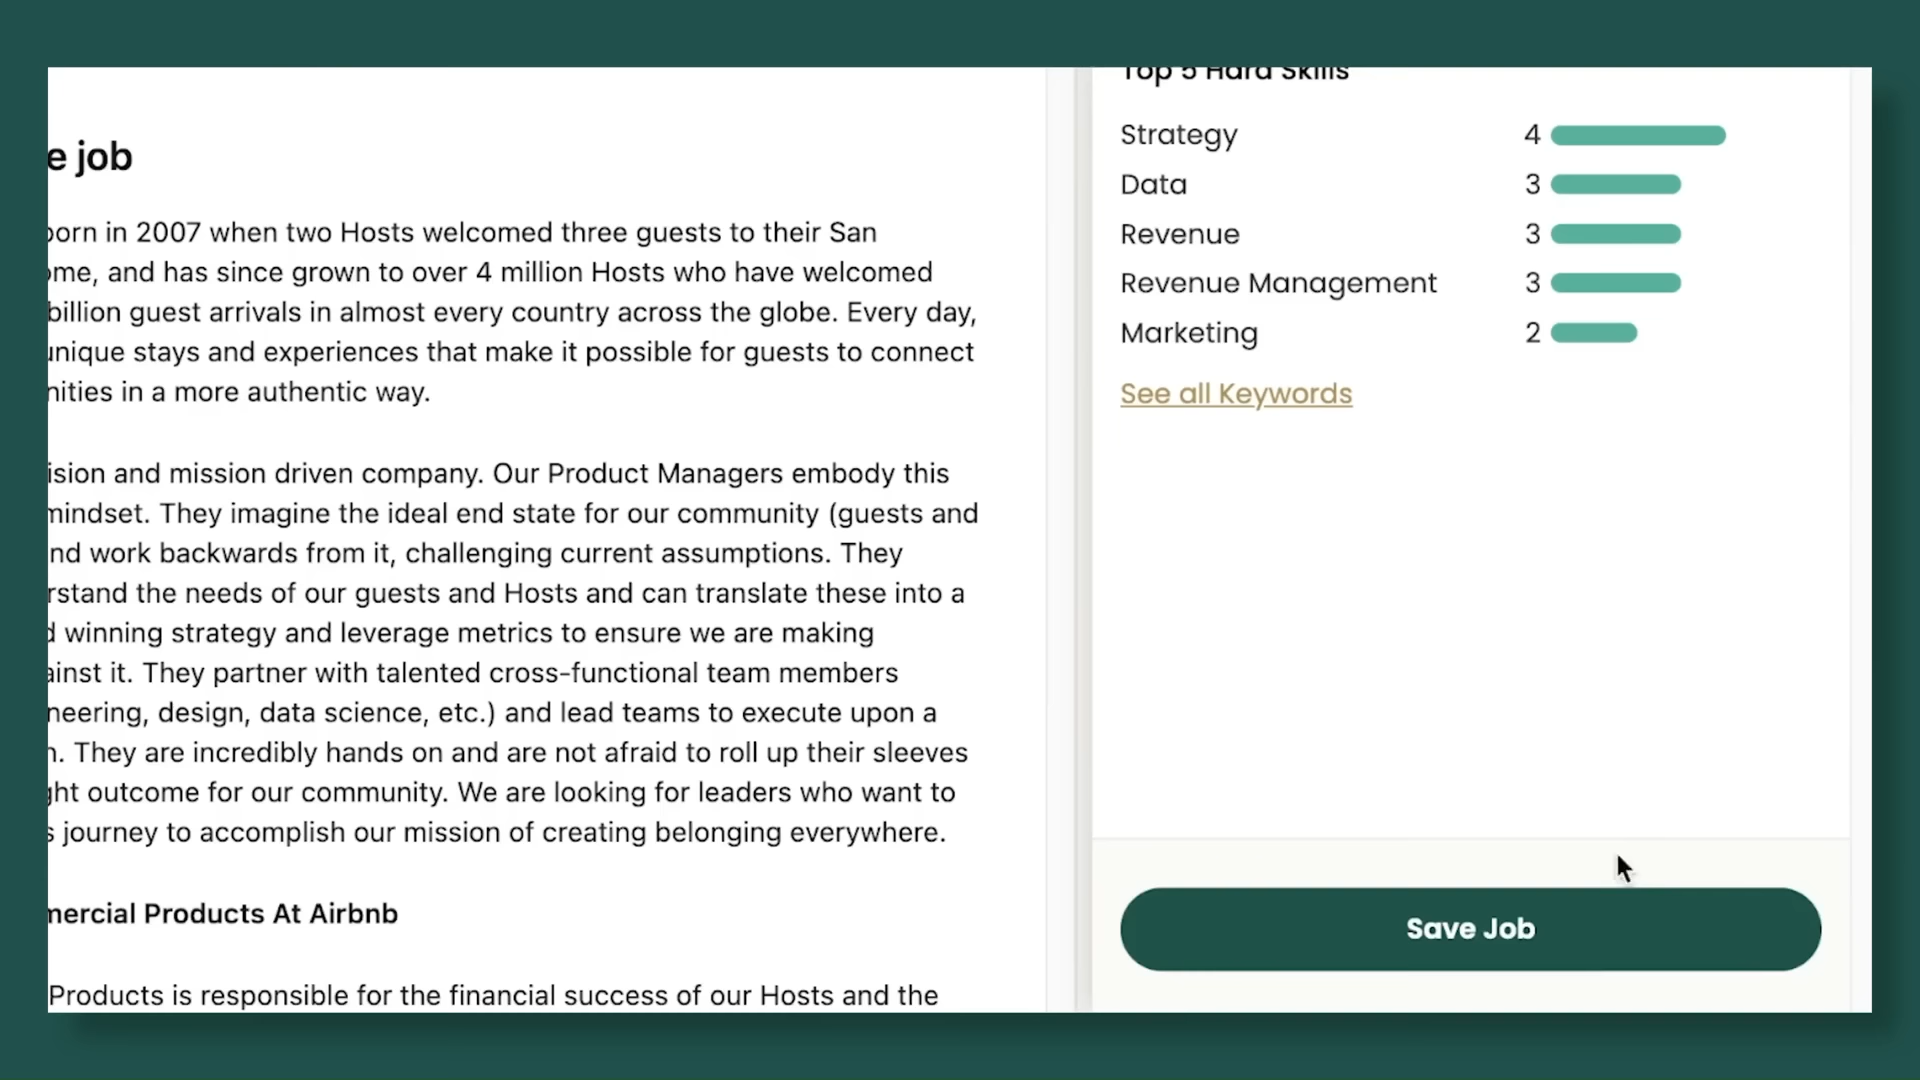 e job
born in 2007 when two Hosts welcomed three guests to their San
ome, and has since grown to over 4 million Hosts who have welcomed
billion guest arrivals in almost every country across the globe. Every day,
unique stays and experiences that make it possible for guests to connect
nities in a more authentic way.
ision and mission driven company. Our Product Managers embody this
mindset. They imagine the ideal end state for our community (guests and
nd work backwards from it, challenging current assumptions. They
rstand the needs of our guests and Hosts and can translate these into a
d winning strategy and leverage metrics to ensure we are making
ainst it. They partner with talented cross-functional team members
neering, design, data science, etc.) and lead teams to execute upon a
n. They are incredibly hands on and are not afraid to roll up their sleeves
ght outcome for our community. We are looking for leaders who want to
s journey to accomplish our mission of creating belonging everywhere.
mercial Products At Airbnb
Products is responsible for the financial success of our Hosts and the
Top 5 Hard Skills
Strategy 4
Data 3
Revenue 3
Revenue Management 3
Marketing 2
See all Keywords
Save Job